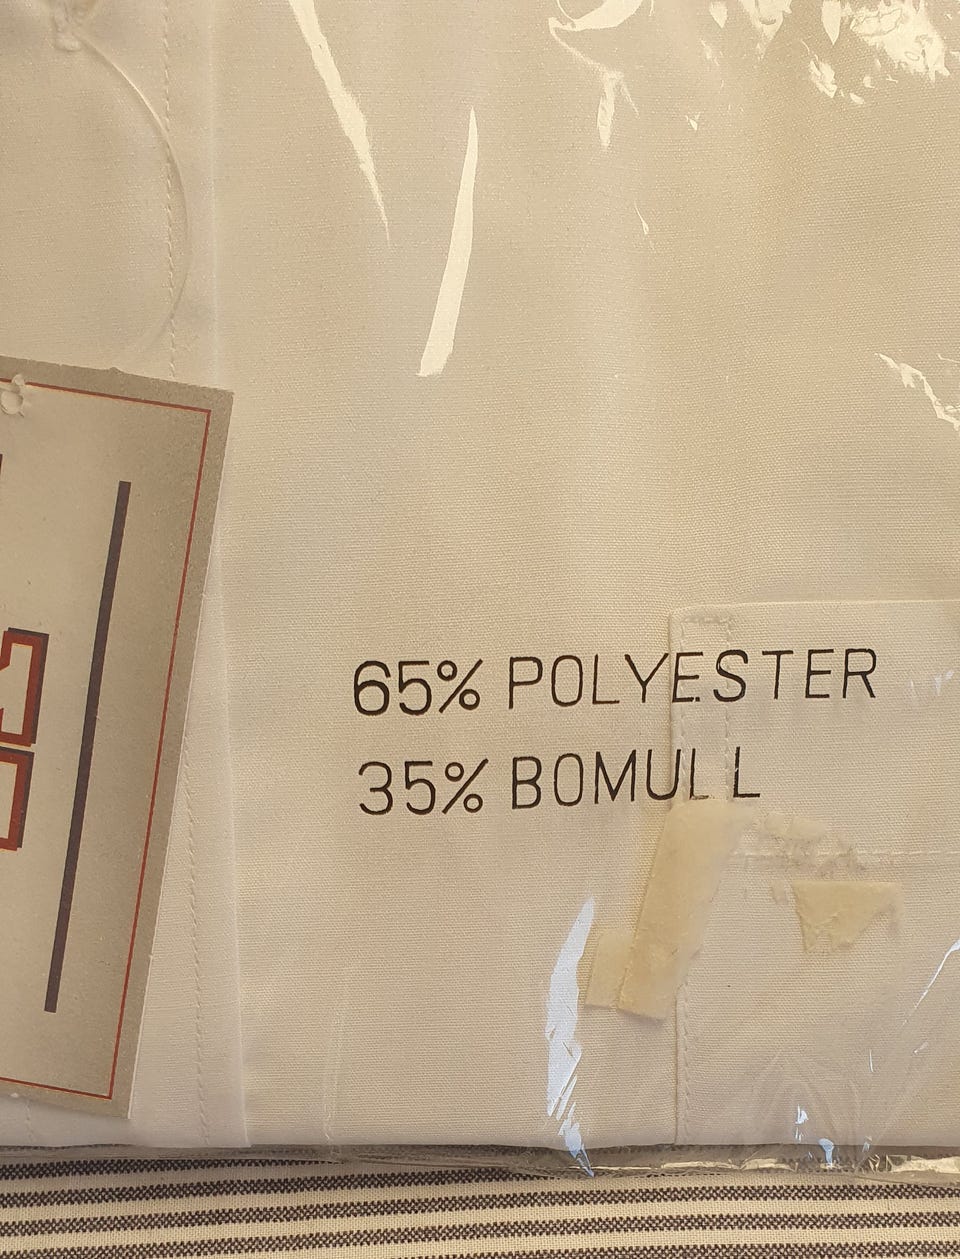 65% POLYESTER
35% BOMULL